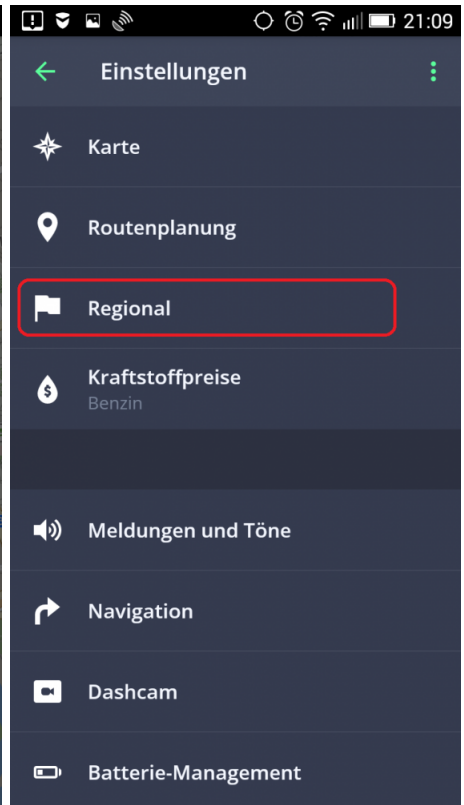 21:09
Einstellungen
Karte
Routenplanung
Regional
Kraftstoffpreise
Benzin
Meldungen und Töne
Navigation
Dashcam
Batterie-Management